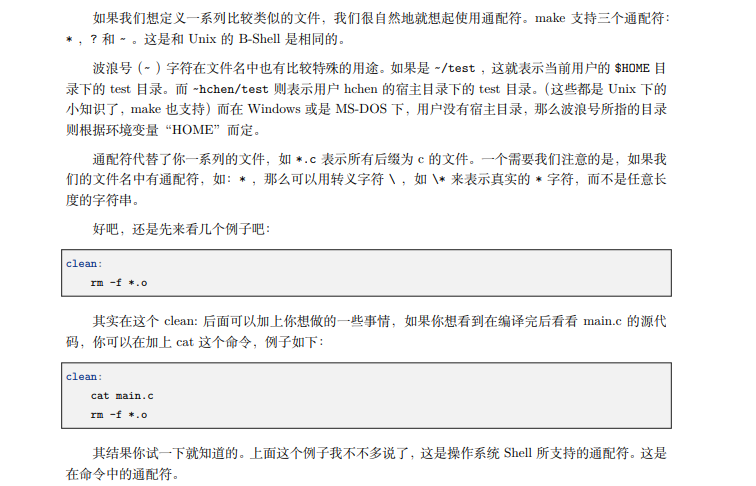 如果我们想定义一系列比较类似的文件，我们很自然地就想起使用通配符。make 支持三个通配符：
* ，? 和 ~ 。这是和 Unix 的 B-Shell 是相同的。
波浪号（~ ）字符在文件名中也有比较特殊的用途。如果是 ~/test ，这就表示当前用户的 $HOME 目
录下的 test 目录。而 ~hchen/test 则表示用户 hchen 的宿主目录下的 test 目录。（这些都是 Unix 下的
小知识了，make 也支持）而在 Windows 或是 MS-DOS 下，用户没有宿主目录，那么波浪号所指的目录
则根据环境变量“HOME”而定。
通配符代替了你一系列的文件，如 *.c 表示所有后缀为 c 的文件。一个需要我们注意的是，如果我
们的文件名中有通配符，如：* ，那么可以用转义字符 \ ，如 \* 来表示真实的 * 字符，而不是任意长
度的字符串。
好吧，还是先来看几个例子吧：
clean:
rm -f *.o
其实在这个 clean: 后面可以加上你想做的一些事情，如果你想看到在编译完后看看 main.c 的源代
码，你可以在加上 cat 这个命令，例子如下：
clean:
cat main.c
rm -f *.o
其结果你试一下就知道的。上面这个例子我不不多说了，这是操作系统 Shell 所支持的通配符。这是
在命令中的通配符。